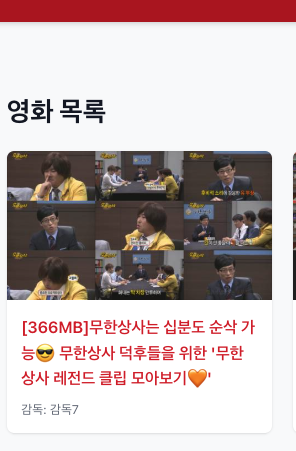 영화 목록
[366MB]무한상사는 십분도 순삭 가
능😎 무한상사 덕후들을 위한 '무한
상사 레전드 클립 모아보기🧡'
감독: 감독7